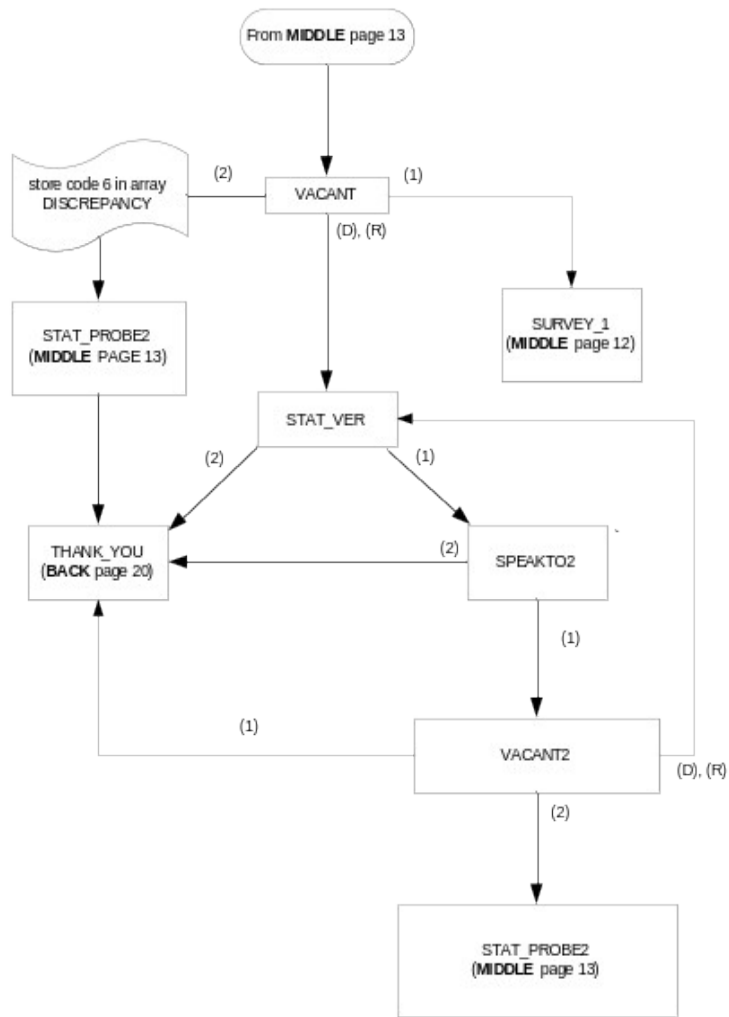 From MIDDLE page 13
store code 6 in array
DISCREPANCY
(2)
VACANT
(1)
(D), (R)
STAT_PROBE2
(MIDDLE PAGE 13)
SURVEY_1
(MIDDLE page 12)
STAT_VER
(2)
(1)
THANK_YOU
(BACK page 20)
(2)
SPEAKTO2
(1)
(1)
VACANT2
(D), (R)
(2)
STAT_PROBE2
(MIDDLE page 13)